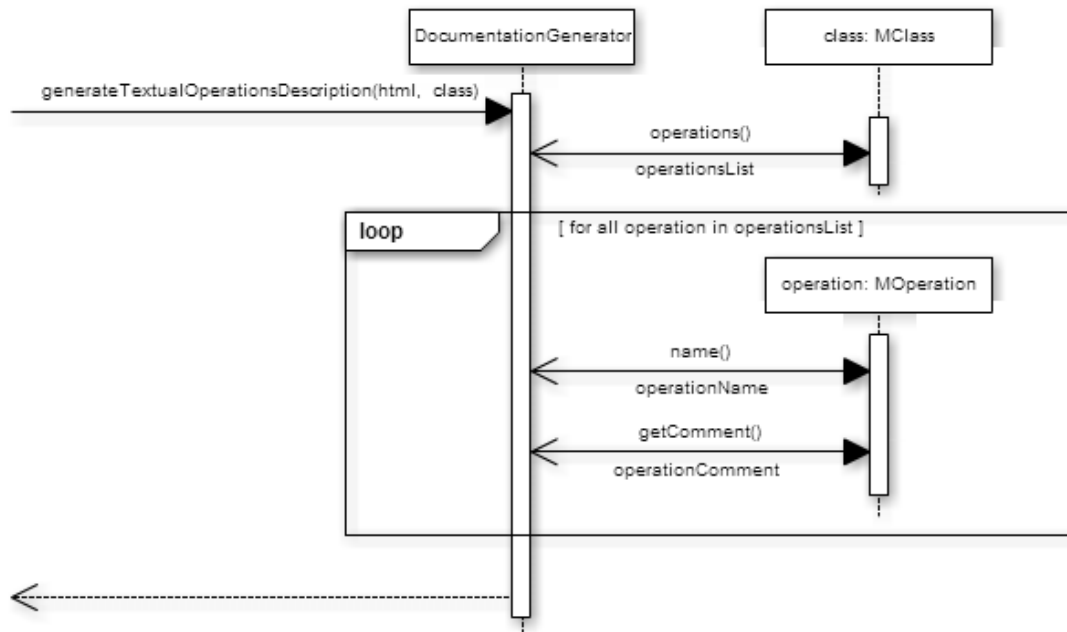 DocumentationGenerator
class: MClass
generateTextualOperationsDescription(html, class)
operations()
operationsList
loop
[ for all operation in operationsList ]
operation: MOperation
name()
operationName
getComment()
operationComment